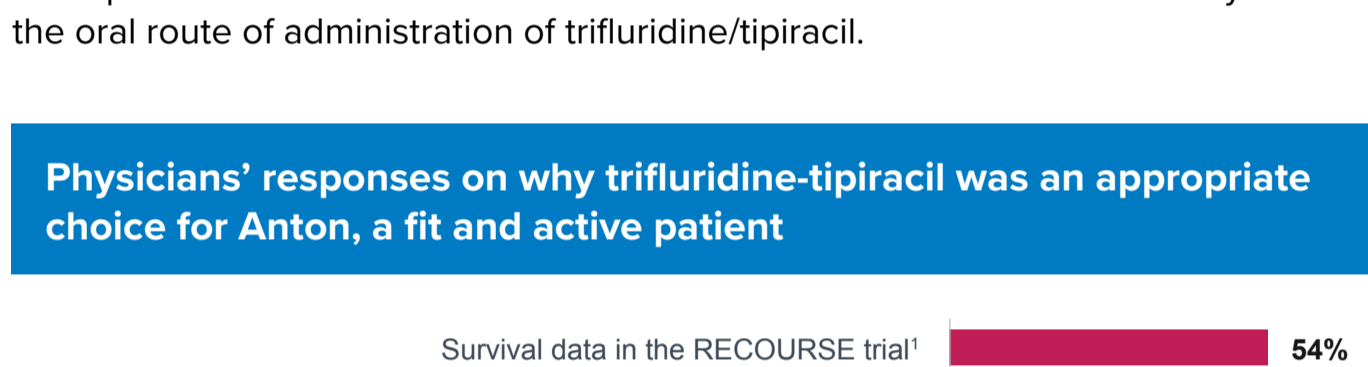 the oral route of administration of trifluridine/tipiracil.
Physicians’ responses on why trifluridine-tipiracil was an appropriate
choice for Anton, a fit and active patient
Survival data in the RECOURSE trial¹ 54%